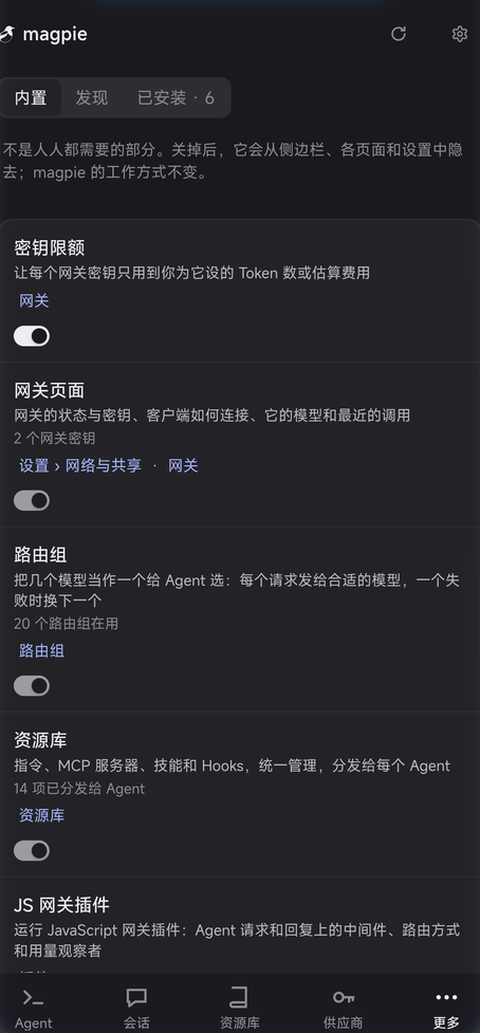 magpie
内置 发现 已安装 · 6
不是人人都需要的部分。关掉后，它会从侧边栏、各页面和设置中隐
去；magpie 的工作方式不变。
密钥限额
让每个网关密钥只用到你为它设的 Token 数或估算费用
网关
网关页面
网关的状态与密钥、客户端如何连接、它的模型和最近的调用
2 个网关密钥
设置 › 网络与共享 · 网关
路由组
把几个模型当作一个给 Agent 选：每个请求发给合适的模型，一个失
败时换下一个
20 个路由组在用
路由组
资源库
指令、MCP 服务器、技能和 Hooks，统一管理，分发给每个 Agent
14 项已分发给 Agent
资源库
JS 网关插件
运行 JavaScript 网关插件：Agent 请求和回复上的中间件、路由方式
和用量观察者
Agent 会话 资源库 供应商 更多